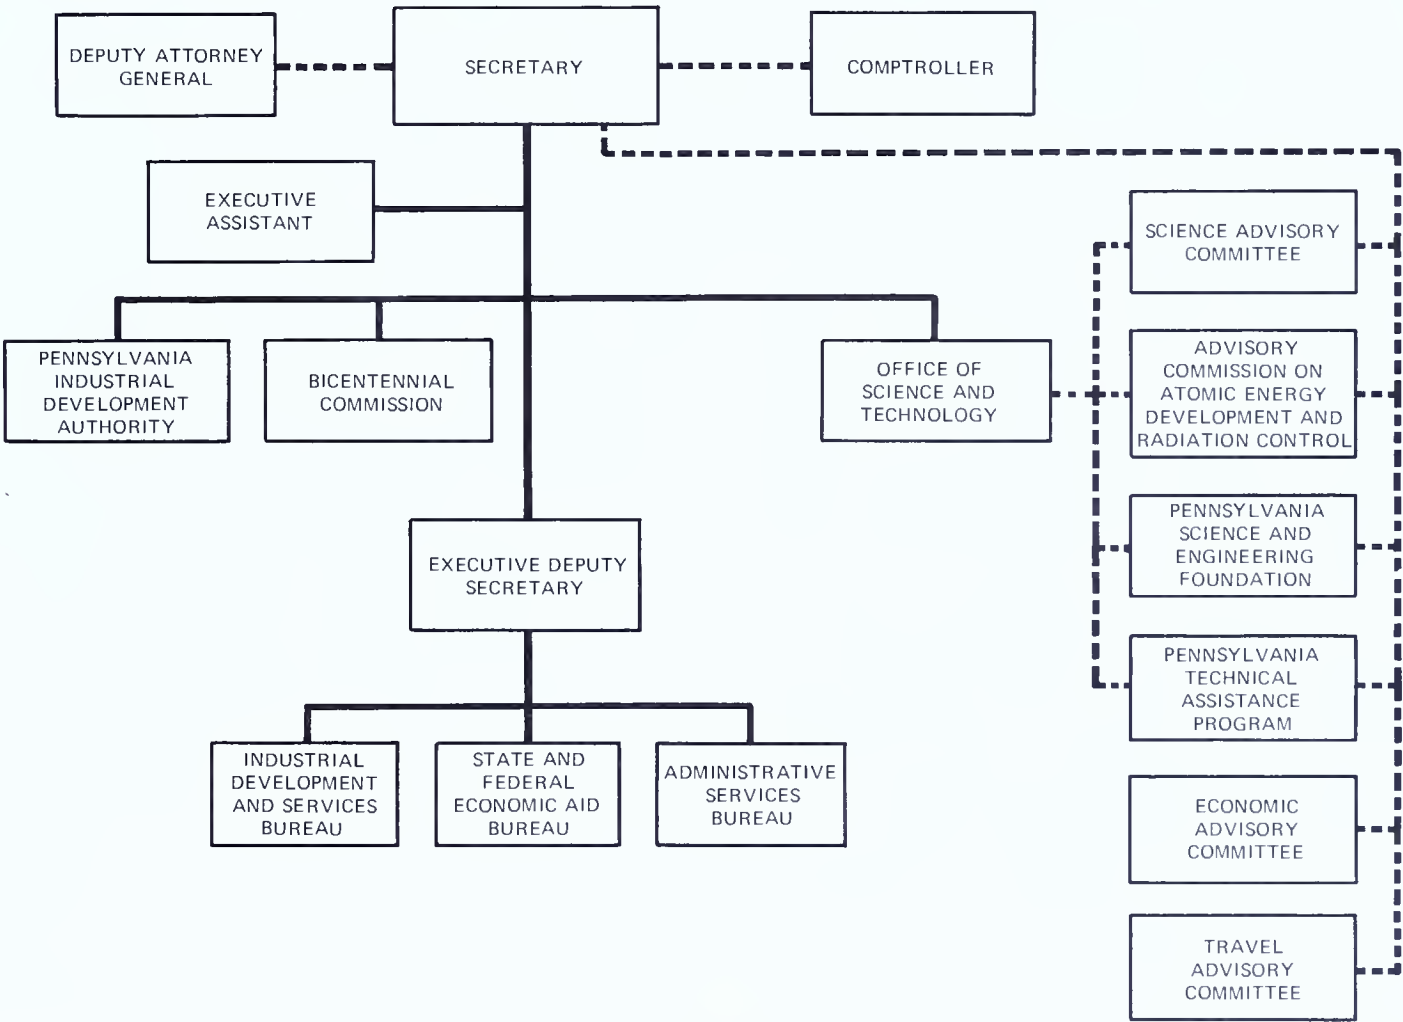 DEPUTY ATTORNEY
GENERAL
SECRETARY
COMPTROLLER
EXECUTIVE
ASSISTANT
SCIENCE ADVISORY
COMMITTEE
PENNSYLVANIA
INDUSTRIAL
DEVELOPMENT
AUTHORITY
BICENTENNIAL
COMMISSION
OFFICE OF
SCIENCE AND
TECHNOLOGY
ADVISORY
COMMISSION ON
ATOMIC ENERGY
DEVELOPMENT AND
RADIATION CONTROL
PENNSYLVANIA
SCIENCE AND
ENGINEERING
FOUNDATION
EXECUTIVE DEPUTY
SECRETARY
PENNSYLVANIA
TECHNICAL
ASSISTANCE
PROGRAM
INDUSTRIAL
DEVELOPMENT
AND SERVICES
BUREAU
STATE AND
FEDERAL
ECONOMIC AID
BUREAU
ADMINISTRATIVE
SERVICES
BUREAU
ECONOMIC
ADVISORY
COMMITTEE
TRAVEL
ADVISORY
COMMITTEE